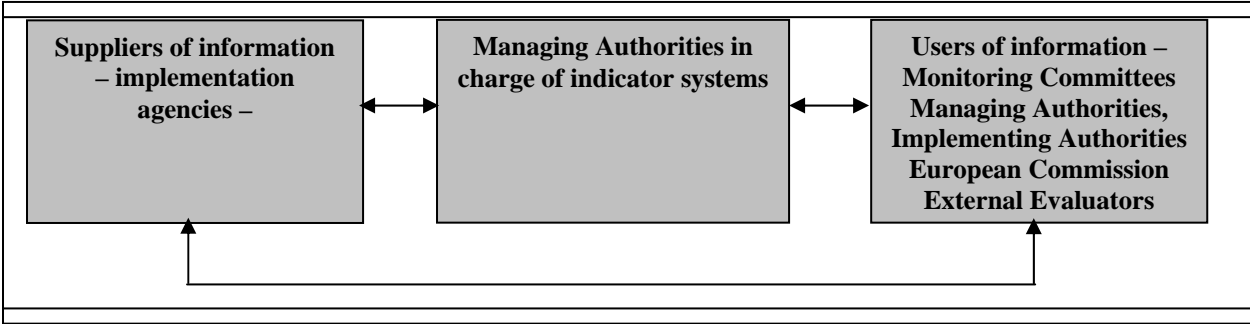 Suppliers of information
– implementation
agencies –
Managing Authorities in
charge of indicator systems
Users of information –
Monitoring Committees
Managing Authorities,
Implementing Authorities
European Commission
External Evaluators